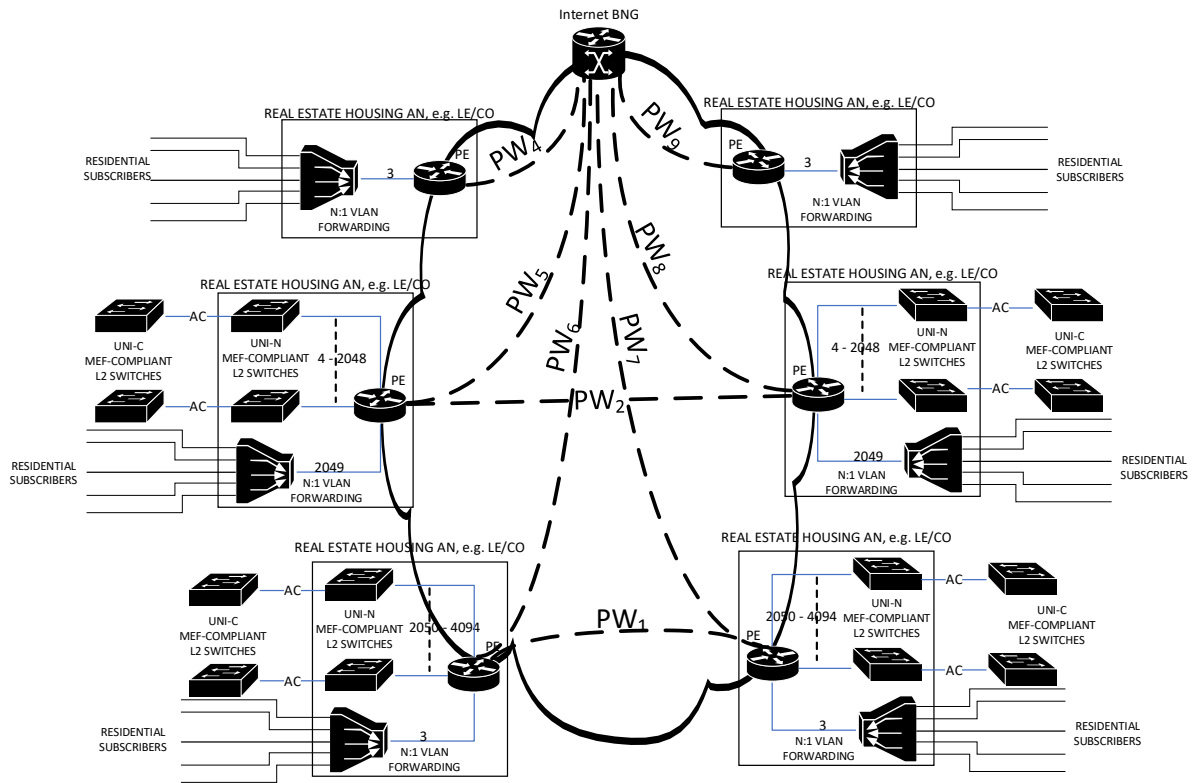 Internet BNG
REAL ESTATE HOUSING AN, e.g. LE/CO
RESIDENTIAL
SUBSCRIBERS
3
N:1 VLAN
FORWARDING
PE
PW4
PW9
REAL ESTATE HOUSING AN, e.g. LE/CO
PE
3
N:1 VLAN
FORWARDING
RESIDENTIAL
SUBSCRIBERS
REAL ESTATE HOUSING AN, e.g. LE/CO
AC
UNI-C
MEF-COMPLIANT
L2 SWITCHES
UNI-N
MEF-COMPLIANT
L2 SWITCHES
4 - 2048
AC
PE
RESIDENTIAL
SUBSCRIBERS
2049
N:1 VLAN
FORWARDING
PW5
PW6
PW7
PW8
PW2
REAL ESTATE HOUSING AN, e.g. LE/CO
PE
4 - 2048
UNI-N
MEF-COMPLIANT
L2 SWITCHES
AC
UNI-C
MEF-COMPLIANT
L2 SWITCHES
AC
2049
N:1 VLAN
FORWARDING
RESIDENTIAL
SUBSCRIBERS
REAL ESTATE HOUSING AN, e.g. LE/CO
AC
UNI-C
MEF-COMPLIANT
L2 SWITCHES
UNI-N
MEF-COMPLIANT
L2 SWITCHES
2050 - 4094
AC
PE
RESIDENTIAL
SUBSCRIBERS
3
N:1 VLAN
FORWARDING
PW1
REAL ESTATE HOUSING AN, e.g. LE/CO
PE
2050 - 4094
UNI-N
MEF-COMPLIANT
L2 SWITCHES
AC
UNI-C
MEF-COMPLIANT
L2 SWITCHES
AC
3
N:1 VLAN
FORWARDING
RESIDENTIAL
SUBSCRIBERS